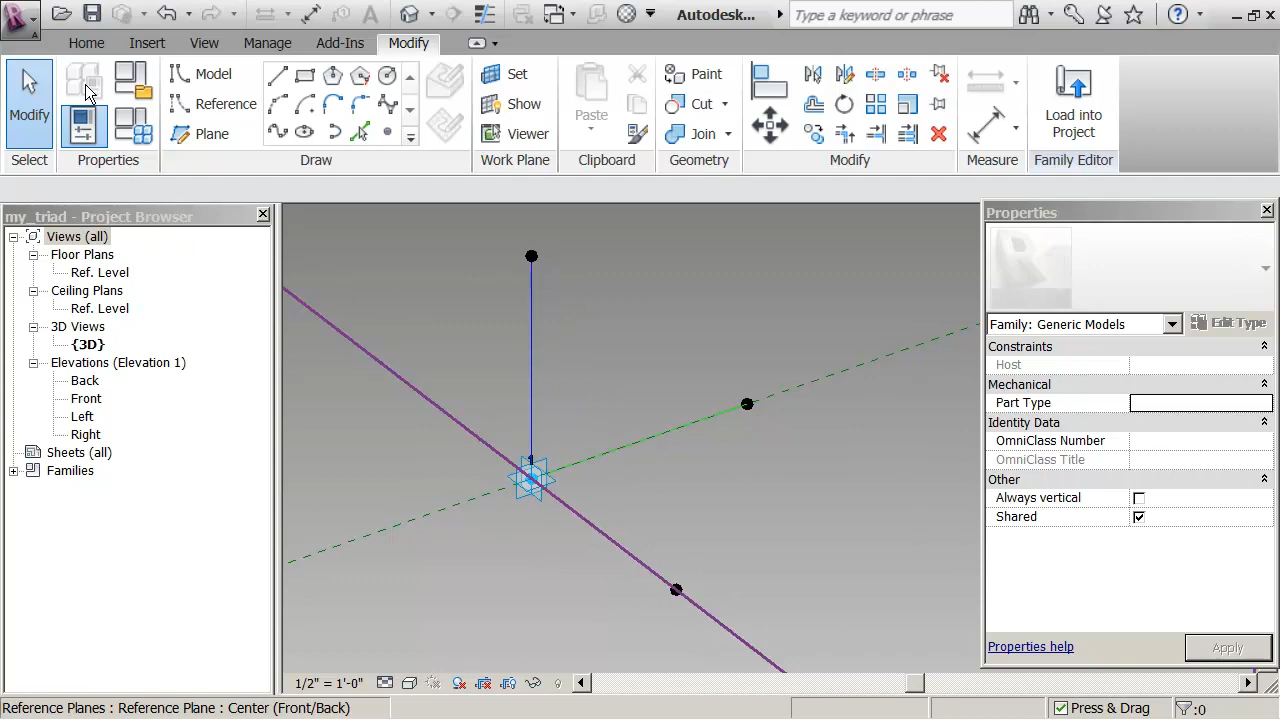 Autodesk...
Type a keyword or phrase
Home Insert View Manage Add-Ins Modify
Modify
Model
Reference
Plane
Set
Show
Viewer
Paste
Paint
Cut
Join
Load into
Project
Select Properties Draw Work Plane Clipboard Geometry Modify Measure Family Editor
my_triad - Project Browser
Views (all)
Floor Plans
Ref. Level
Ceiling Plans
Ref. Level
3D Views
{3D}
Elevations (Elevation 1)
Back
Front
Left
Right
Sheets (all)
Families
1
Properties
Family: Generic Models
Edit Type
Constraints
Host
Mechanical
Part Type
Identity Data
OmniClass Number
OmniClass Title
Other
Always vertical
Shared
Properties help
Apply
1/2" = 1'-0"
Reference Planes : Reference Plane : Center (Front/Back)
Press & Drag
:0